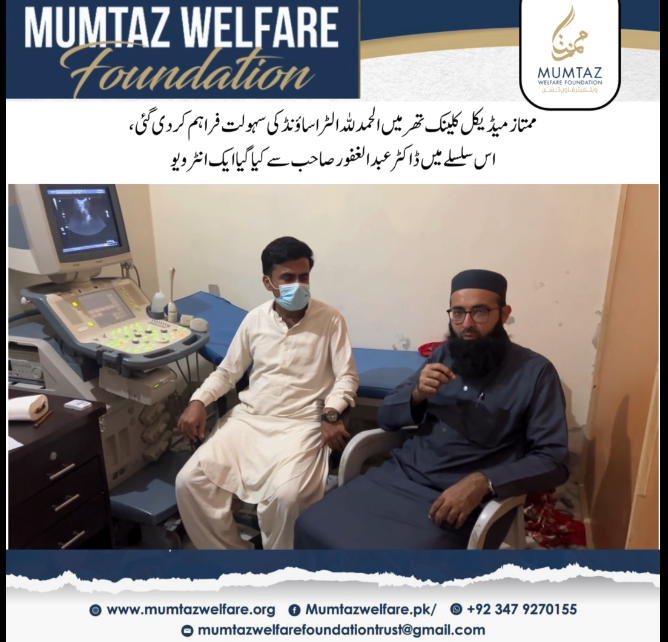 MUMTAZ WELFARE
Foundation
MUMTAZ
WELFARE FOUNDATION
ممتاز میڈیکل کلینک تھر میں الحمدللہ الٹراساؤنڈ کی سہولت فراہم کردی گئی،
اس سلسلے میں ڈاکٹر عبدالغفور صاحب سے کیا گیا ایک انٹرویو
www.mumtazwelfare.org Mumtazwelfare.pk/ +92 347 9270155
mumtazwelfarefoundationtrust@gmail.com